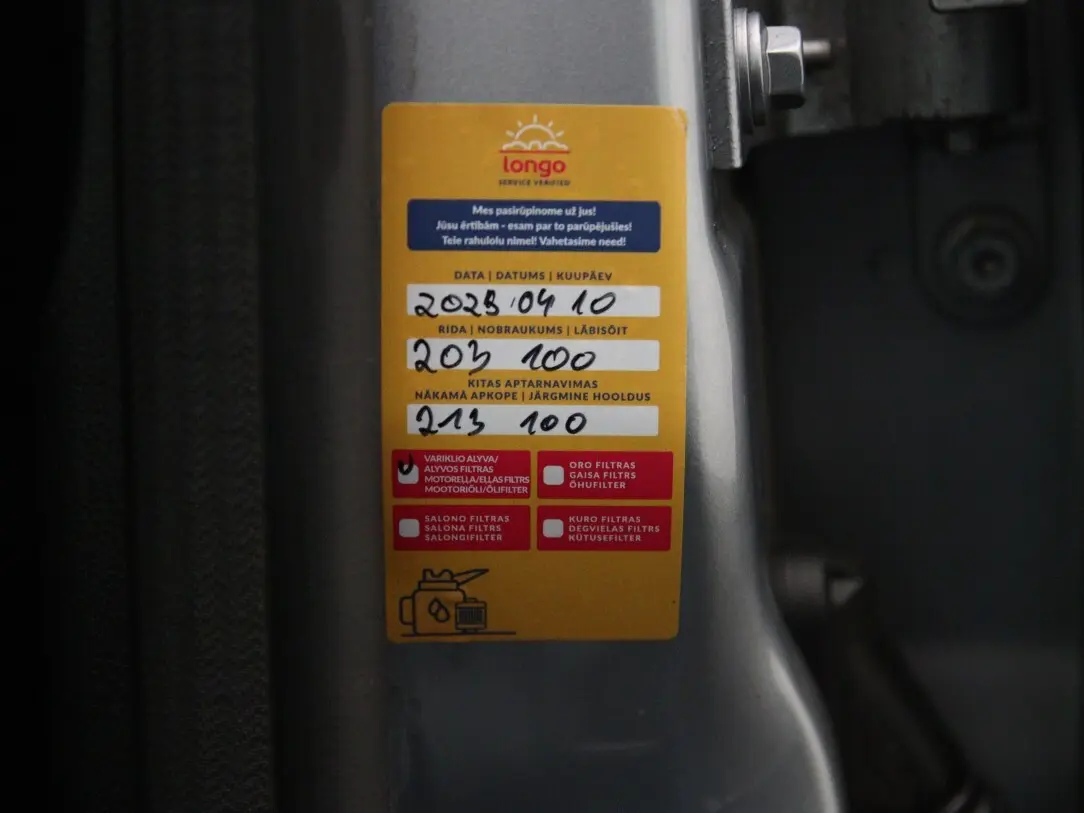 longo
SERVICE VERIFIED
Mes pasirūpinome už jus!
Jūsu ērtībām - esam par to parūpējušies!
Teie rahulolu nimel! Vahetasime need!
DATA | DATUMS | KUUPÄEV
2023 04 10
RIDA | NOBRAUKUMS | LÄBISÕIT
203 100
KITAS APTARNAVIMAS
NĀKAMĀ APKOPE | JÄRGMINE HOOLDUS
213 100
VARIKLIO ALYVA/
ALYVOS FILTRAS
MOTOREĻĻA/EĻĻAS FILTRS
MOOTORIÕLI/ÕLIFILTER
ORO FILTRAS
GAISA FILTRS
ÕHUFILTER
SALONO FILTRAS
SALONA FILTRS
SALONGIFILTER
KURO FILTRAS
DEGVIELAS FILTRS
KÜTUSEFILTER